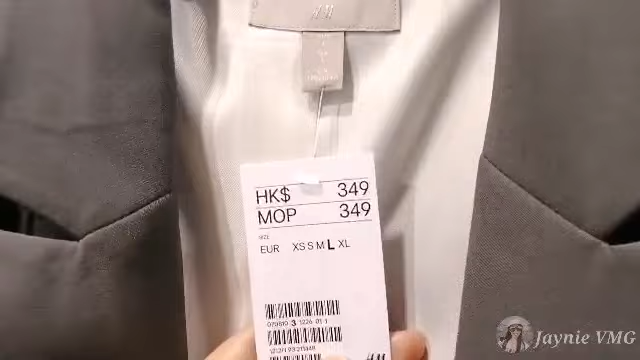 H&M
HK$ 349
MOP 349
SIZE
EUR XS S M L XL
H&M
Jaynie VMG